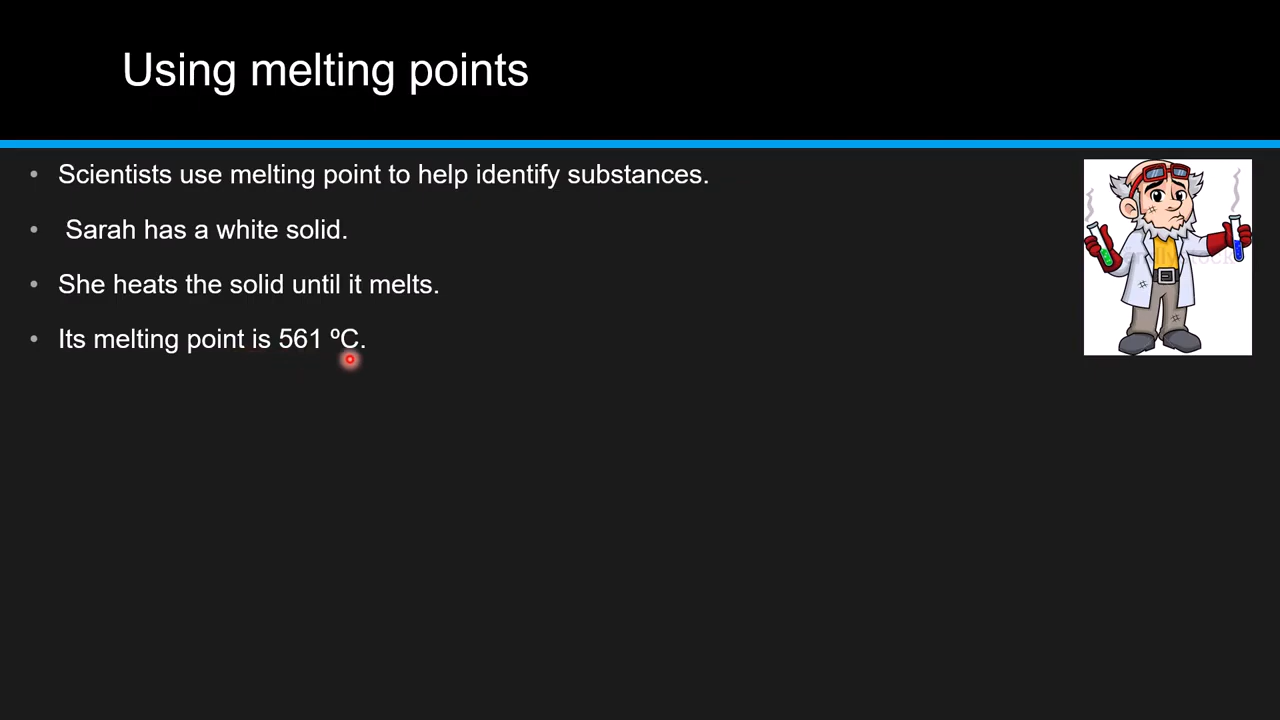 Using melting points
• Scientists use melting point to help identify substances.
• Sarah has a white solid.
• She heats the solid until it melts.
• Its melting point is 561 ºC.